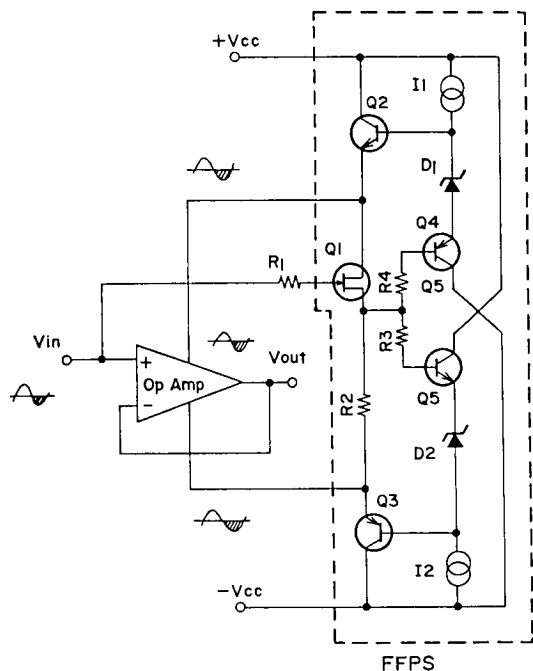 +Vcc
I1
Q2
D1
Q4
Q1
R1
R4
Q5
Vin
+
Op Amp
Vout
R3
−
R2
Q5
D2
Q3
I2
−Vcc
FFPS